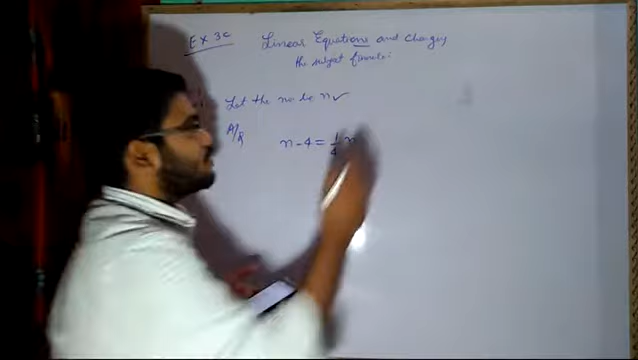 Ex 3c Linear Equations and changing
the subject formula:
Let the no be n ✓
A/q n - 4 = 1/4 n